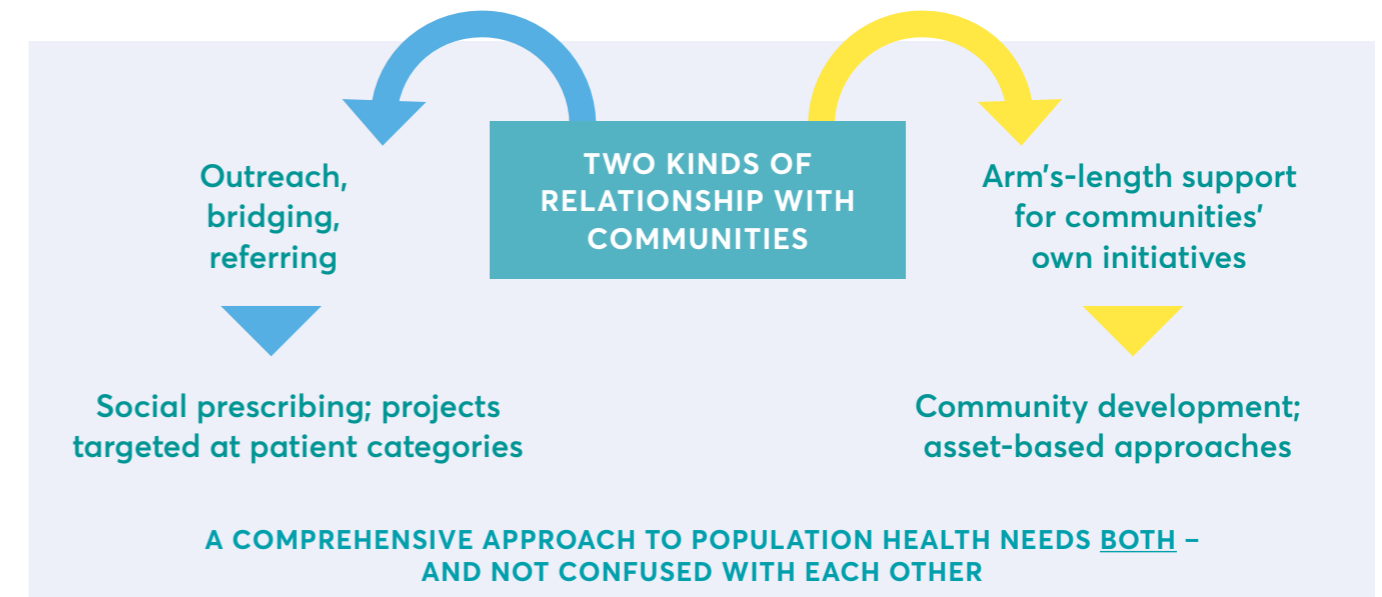 TWO KINDS OF
RELATIONSHIP WITH
COMMUNITIES
Outreach,
bridging,
referring
Social prescribing; projects
targeted at patient categories
Arm's-length support
for communities'
own initiatives
Community development;
asset-based approaches
A COMPREHENSIVE APPROACH TO POPULATION HEALTH NEEDS BOTH –
AND NOT CONFUSED WITH EACH OTHER